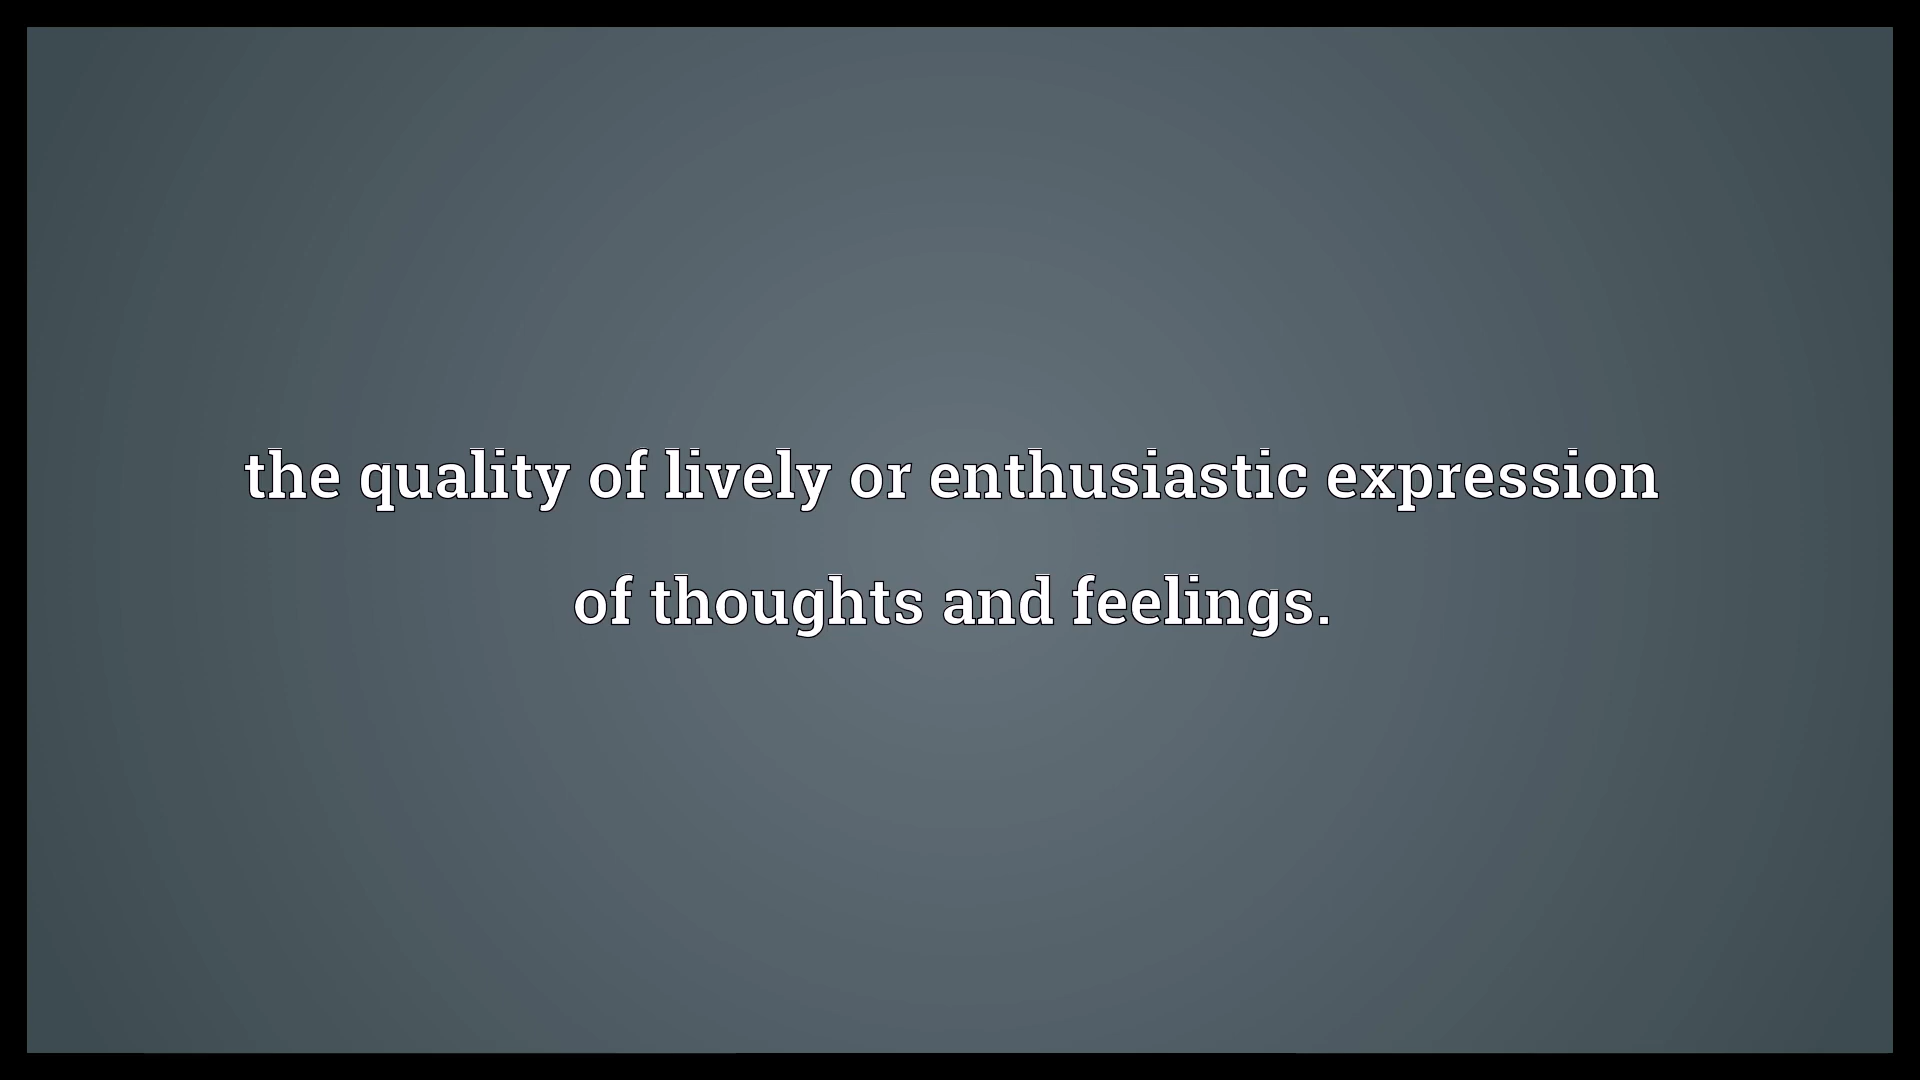 the quality of lively or enthusiastic expression
of thoughts and feelings.